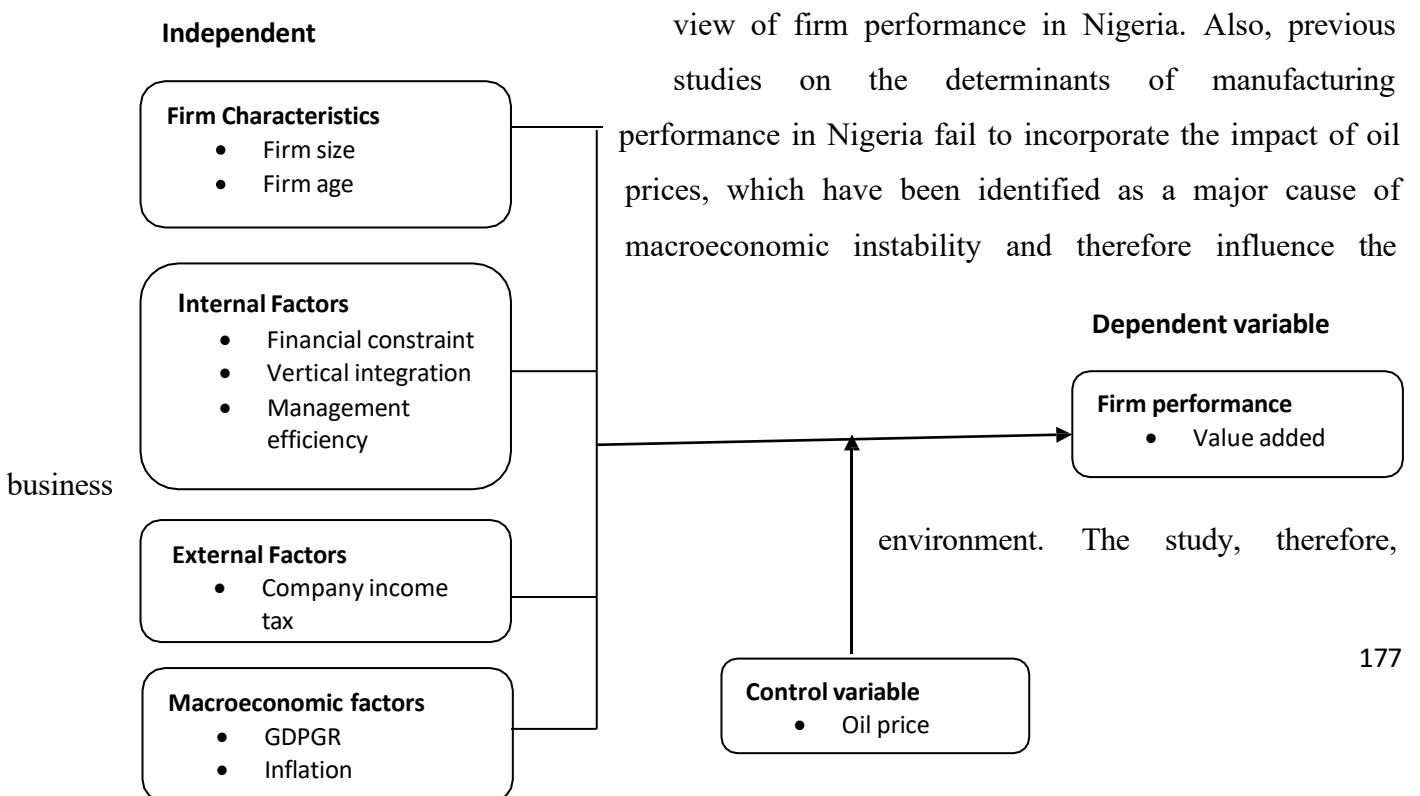 Independent
Firm Characteristics
• Firm size
• Firm age
Internal Factors
• Financial constraint
• Vertical integration
• Management
efficiency
External Factors
• Company income
tax
Macroeconomic factors
• GDPGR
• Inflation
view of firm performance in Nigeria. Also, previous
studies on the determinants of manufacturing
performance in Nigeria fail to incorporate the impact of oil
prices, which have been identified as a major cause of
macroeconomic instability and therefore influence the
business
environment. The study, therefore,
Dependent variable
Firm performance
• Value added
Control variable
• Oil price
177